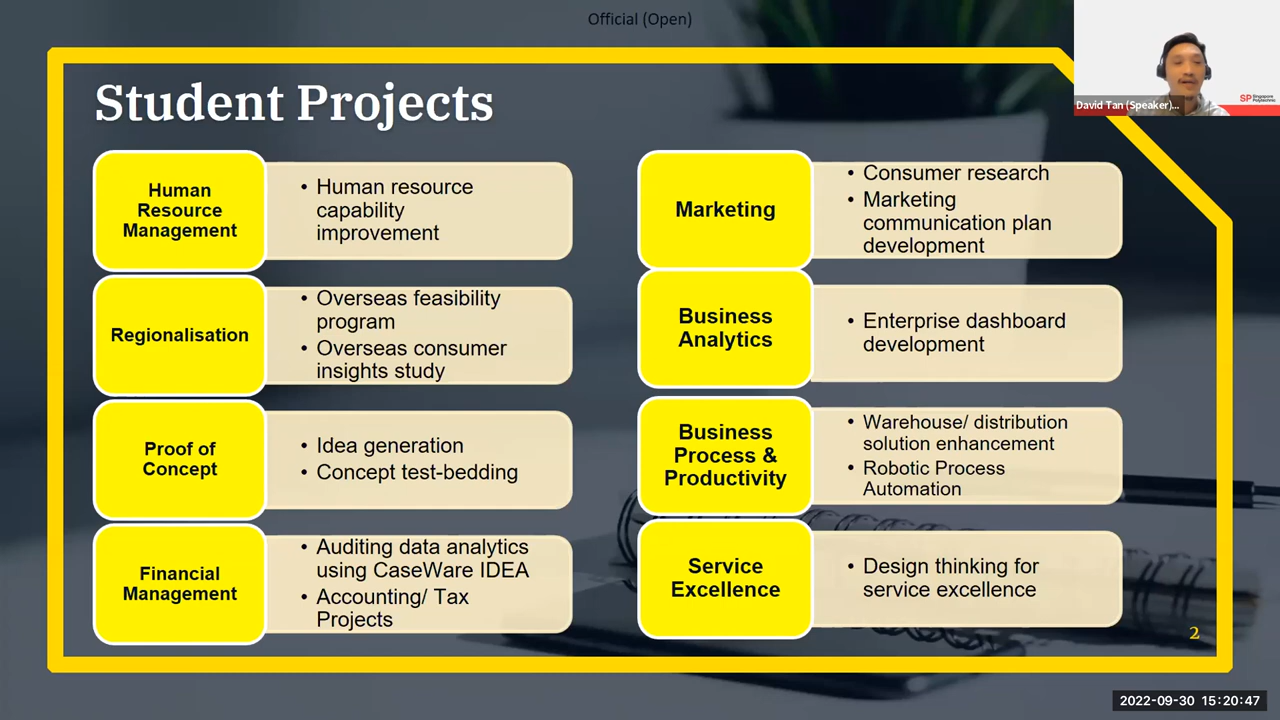 Official (Open)
Student Projects
Human
Resource
Management
• Human resource
capability
improvement
Regionalisation
• Overseas feasibility
program
• Overseas consumer
insights study
Proof of
Concept
• Idea generation
• Concept test-bedding
Financial
Management
• Auditing data analytics
using CaseWare IDEA
• Accounting/ Tax
Projects
Marketing
• Consumer research
• Marketing
communication plan
development
Business
Analytics
• Enterprise dashboard
development
Business
Process &
Productivity
• Warehouse/ distribution
solution enhancement
• Robotic Process
Automation
Service
Excellence
• Design thinking for
service excellence
2
David Tan (Speaker)...
SP Singapore
Polytechnic
2022-09-30 15:20:47